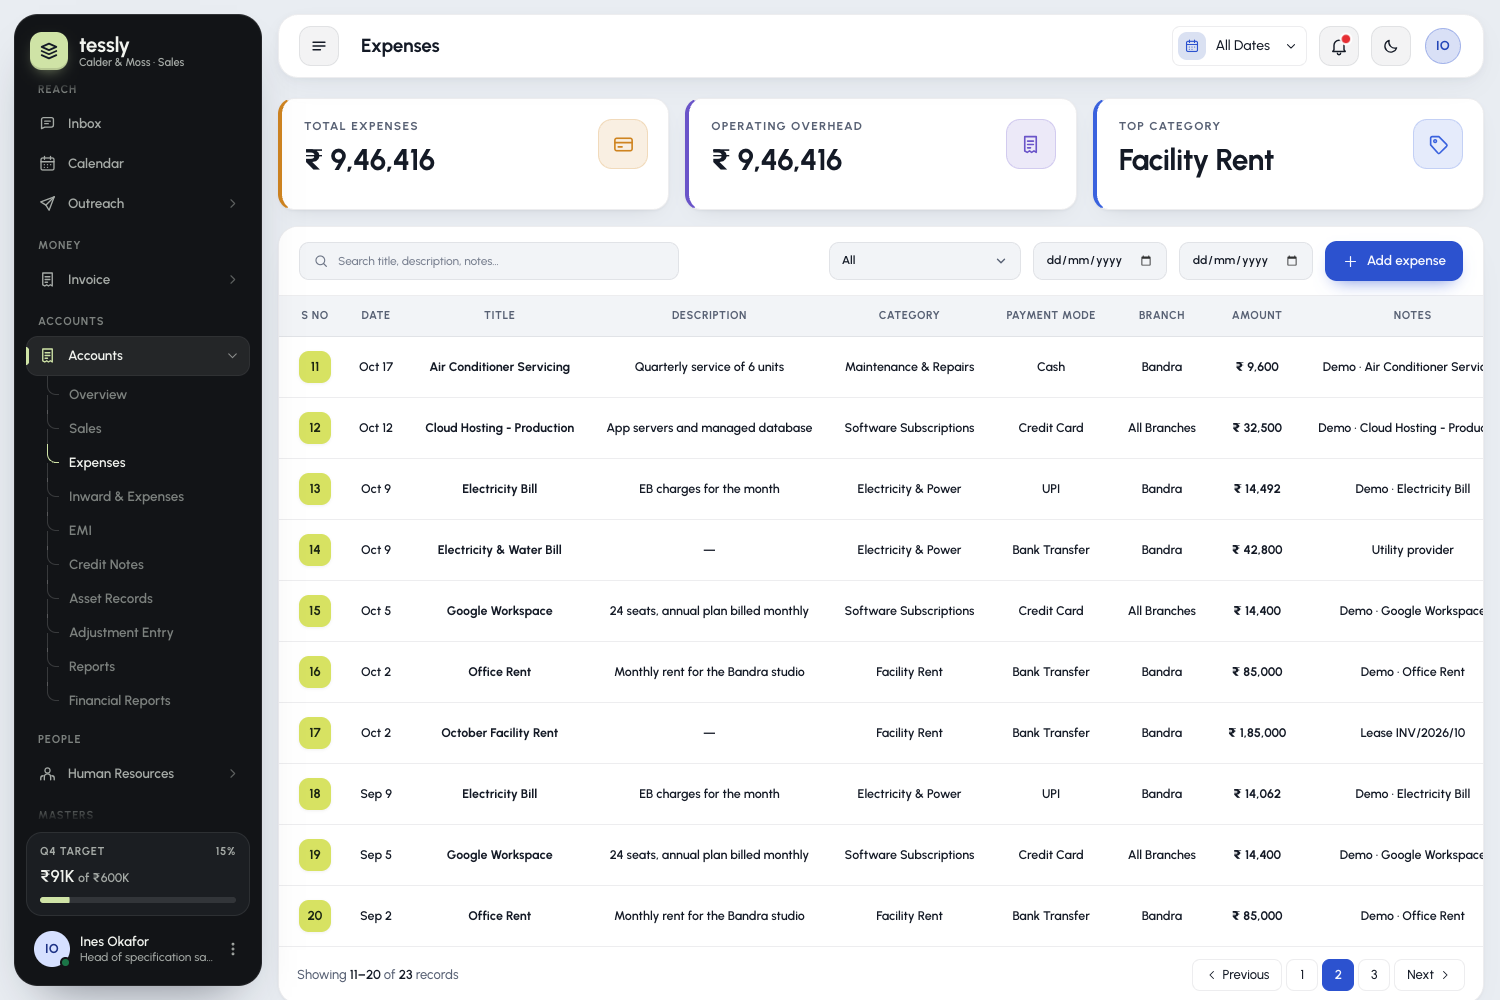 tessly
Calder & Moss · Sales
REACH
Inbox
Calendar
Outreach
MONEY
Invoice
ACCOUNTS
Accounts
Overview
Sales
Expenses
Inward & Expenses
EMI
Credit Notes
Asset Records
Adjustment Entry
Reports
Financial Reports
PEOPLE
Human Resources
MASTERS
Q4 TARGET 15%
₹91K of ₹600K
IO Ines Okafor
Head of specification sa...
Expenses
All Dates
IO
TOTAL EXPENSES
₹ 9,46,416
OPERATING OVERHEAD
₹ 9,46,416
TOP CATEGORY
Facility Rent
Search title, description, notes... All dd/mm/yyyy dd/mm/yyyy Add expense
S NO DATE TITLE DESCRIPTION CATEGORY PAYMENT MODE BRANCH AMOUNT NOTES
11 Oct 17 Air Conditioner Servicing Quarterly service of 6 units Maintenance & Repairs Cash Bandra ₹ 9,600 Demo · Air Conditioner Servic
12 Oct 12 Cloud Hosting - Production App servers and managed database Software Subscriptions Credit Card All Branches ₹ 32,500 Demo · Cloud Hosting - Produc
13 Oct 9 Electricity Bill EB charges for the month Electricity & Power UPI Bandra ₹ 14,492 Demo · Electricity Bill
14 Oct 9 Electricity & Water Bill — Electricity & Power Bank Transfer Bandra ₹ 42,800 Utility provider
15 Oct 5 Google Workspace 24 seats, annual plan billed monthly Software Subscriptions Credit Card All Branches ₹ 14,400 Demo · Google Workspace
16 Oct 2 Office Rent Monthly rent for the Bandra studio Facility Rent Bank Transfer Bandra ₹ 85,000 Demo · Office Rent
17 Oct 2 October Facility Rent — Facility Rent Bank Transfer Bandra ₹ 1,85,000 Lease INV/2026/10
18 Sep 9 Electricity Bill EB charges for the month Electricity & Power UPI Bandra ₹ 14,062 Demo · Electricity Bill
19 Sep 5 Google Workspace 24 seats, annual plan billed monthly Software Subscriptions Credit Card All Branches ₹ 14,400 Demo · Google Workspace
20 Sep 2 Office Rent Monthly rent for the Bandra studio Facility Rent Bank Transfer Bandra ₹ 85,000 Demo · Office Rent
Showing 11–20 of 23 records Previous 1 2 3 Next